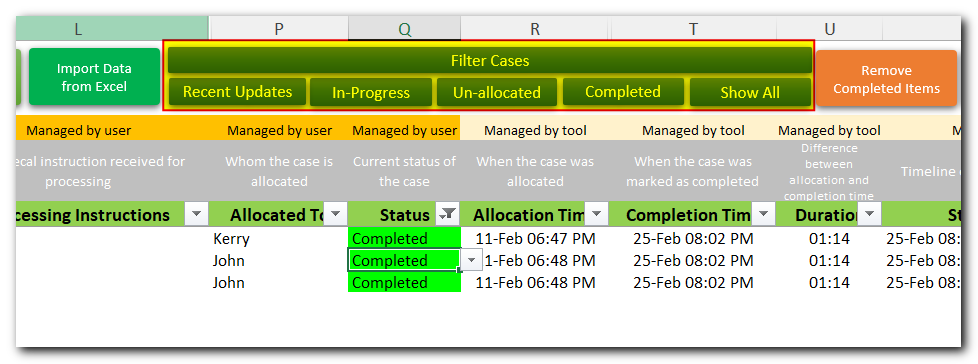 L P Q R T U
Import Data
from Excel
Filter Cases
Recent Updates In-Progress Un-allocated Completed Show All
Remove
Completed Items
Managed by user Managed by user Managed by user Managed by tool Managed by tool Managed by tool
ecal instruction received for
processing
Whom the case is
allocated
Current status of
the case
When the case was
allocated
When the case was
marked as completed
Difference
between
allocation and
completion time
Timeline
cessing Instructions Allocated To Status Allocation Tim Completion Tim Duration St
Kerry Completed 11-Feb 06:47 PM 25-Feb 08:02 PM 01:14 25-Feb 08:
John Completed 1-Feb 06:48 PM 25-Feb 08:02 PM 01:14 25-Feb 08:
John Completed 11-Feb 06:48 PM 25-Feb 08:02 PM 01:14 25-Feb 08: